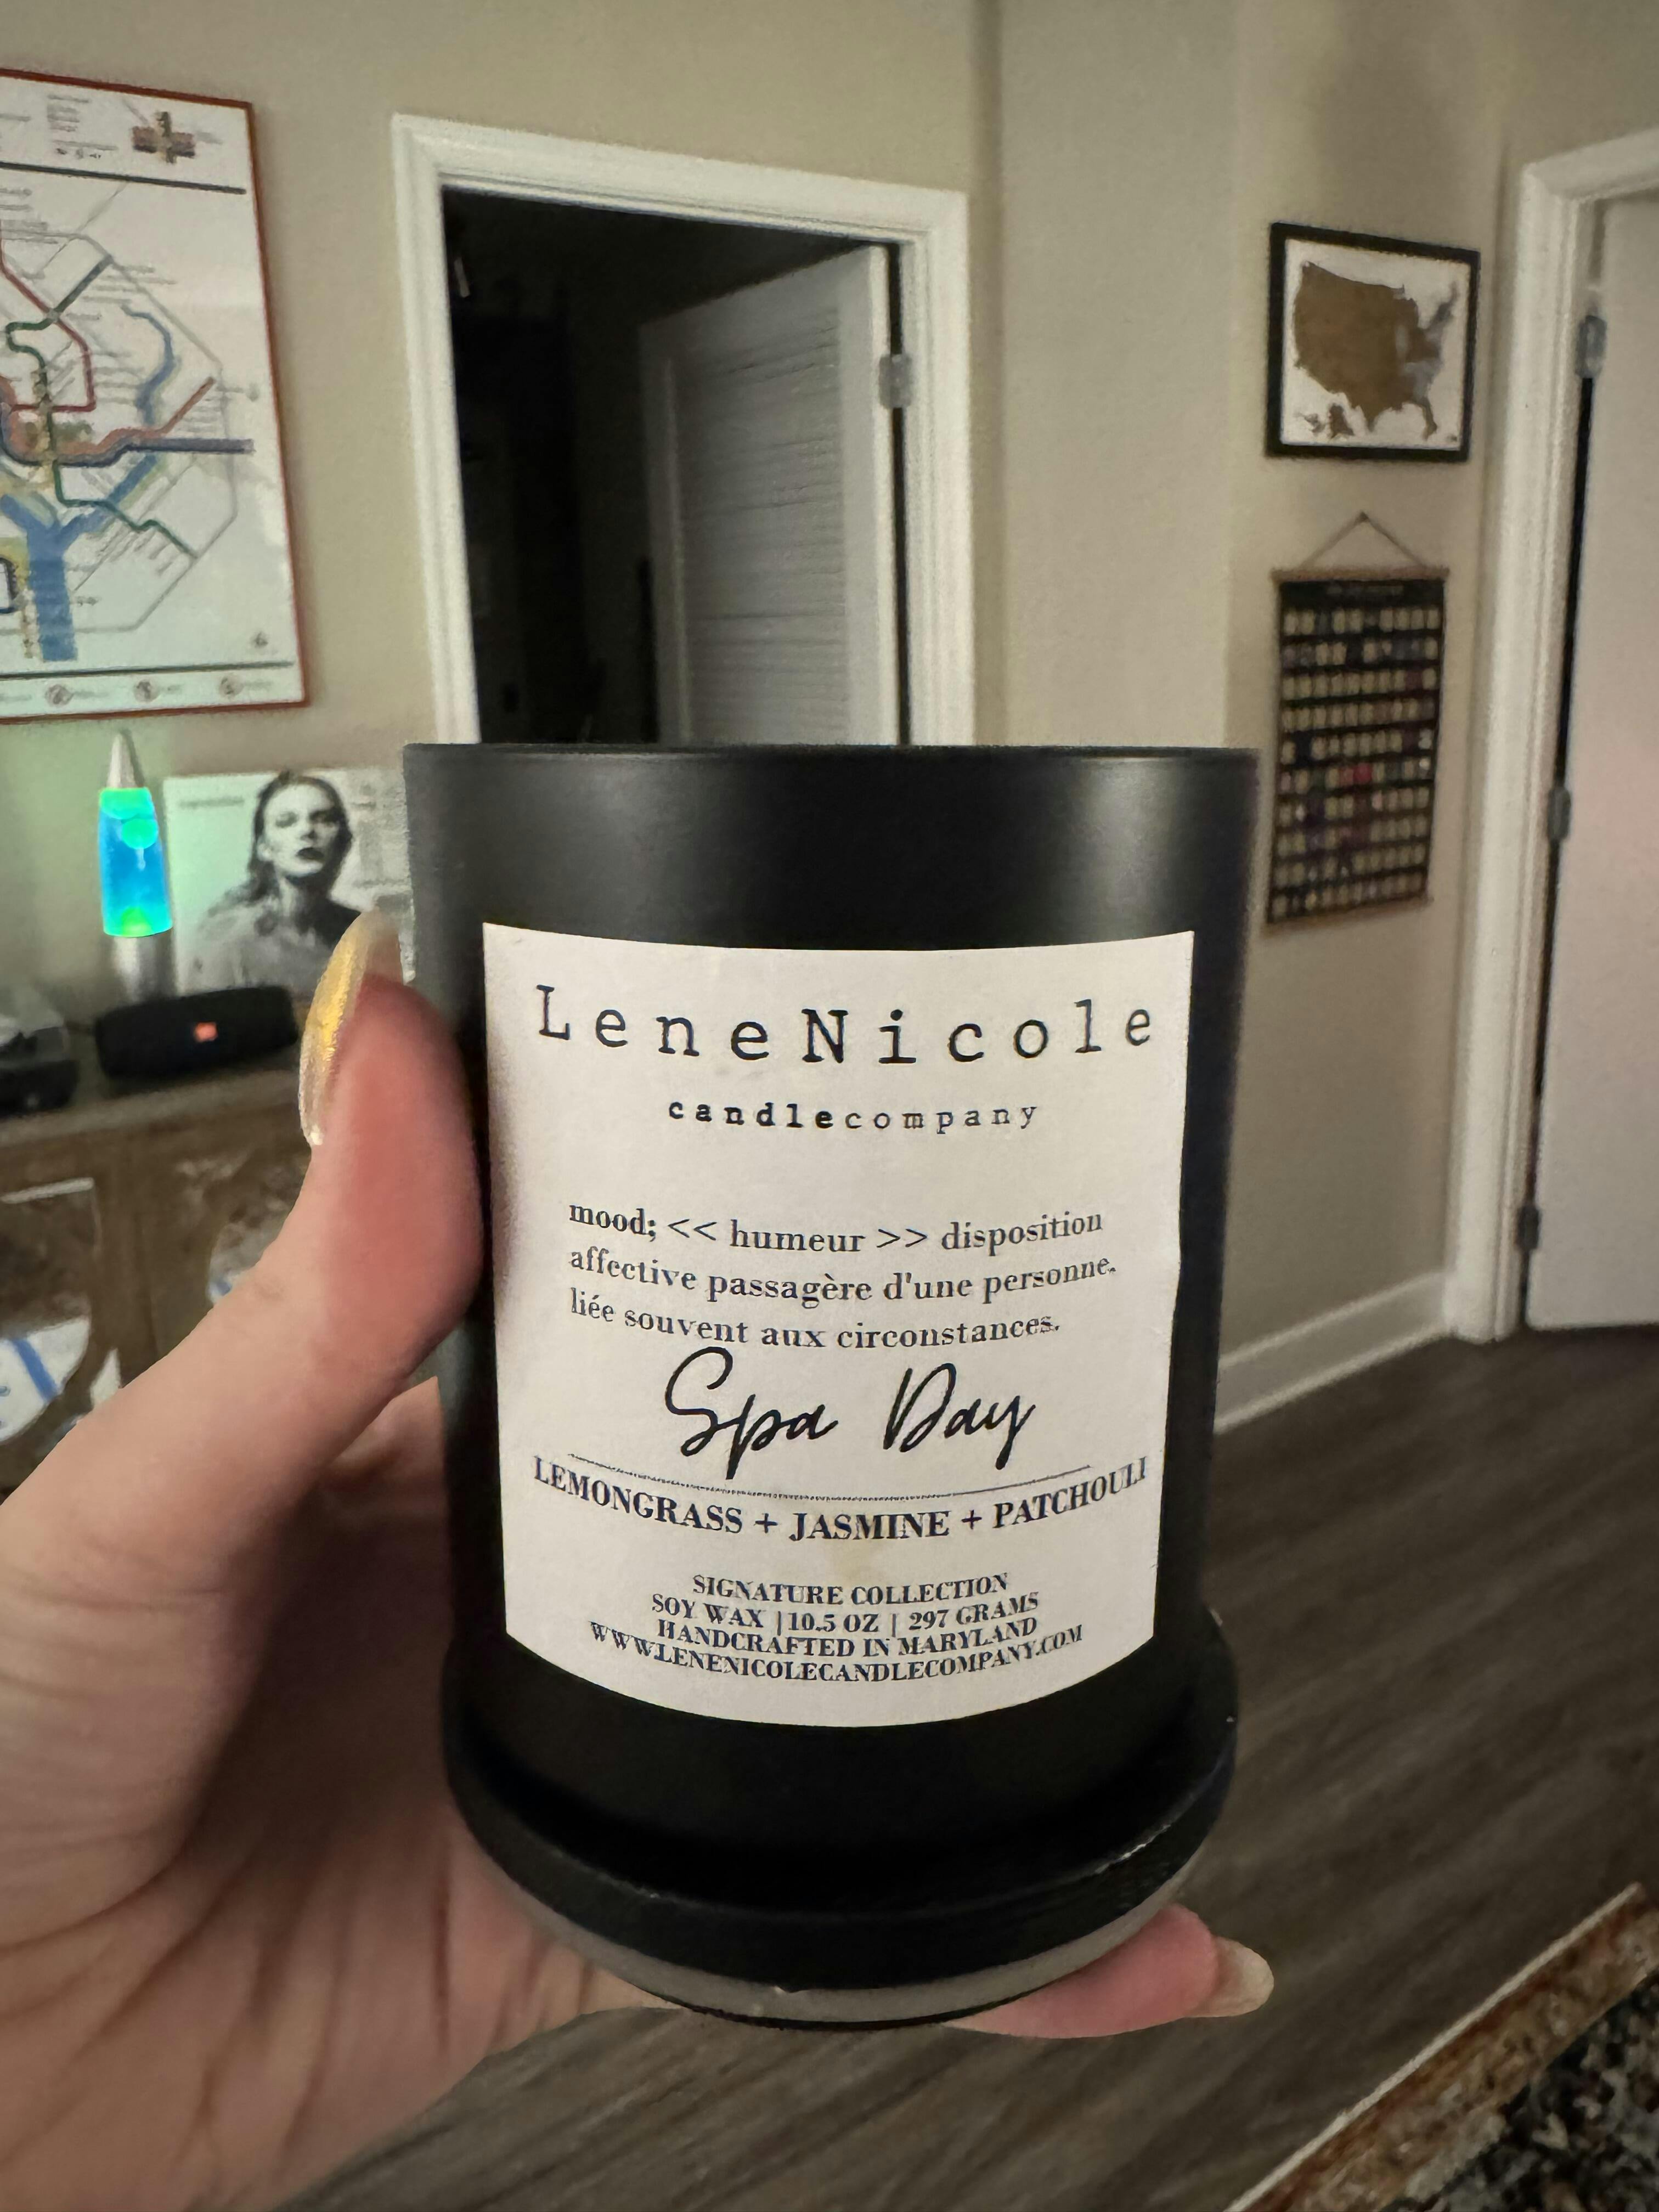 LeneNicole
candlecompany
mood; << humeur >> disposition
affective passagère d'une personne.
liée souvent aux circonstances.
Spa Day
LEMONGRASS + JASMINE + PATCHOULI
SIGNATURE COLLECTION
SOY WAX | 10.5 OZ | 297 GRAMS
HANDCRAFTED IN MARYLAND
WWW.LENENICOLECANDLECOMPANY.COM